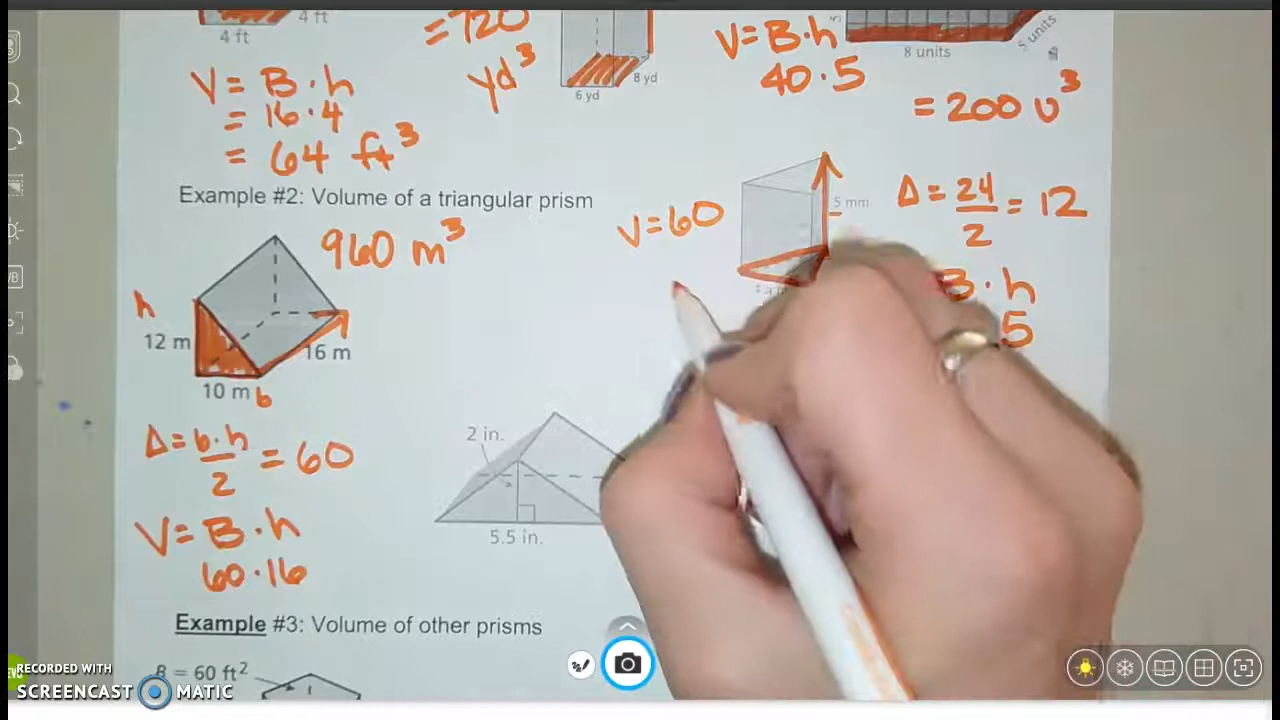 4 ft
4 ft
V = B · h
= 16 · 4
= 64 ft³
= 720
yd³
6 yd
8 yd
V = B · h
40 · 5
8 units
5 units
= 200 u³
Example #2: Volume of a triangular prism
960 m³
h
12 m
10 m b
16 m
Δ = b · h
2
= 60
V = B · h
60 · 16
V = 60
5 mm
Δ = 24
2
= 12
B · h
5
2 in.
5.5 in.
Example #3: Volume of other prisms
B = 60 ft²
RECORDED WITH
SCREENCAST MATIC